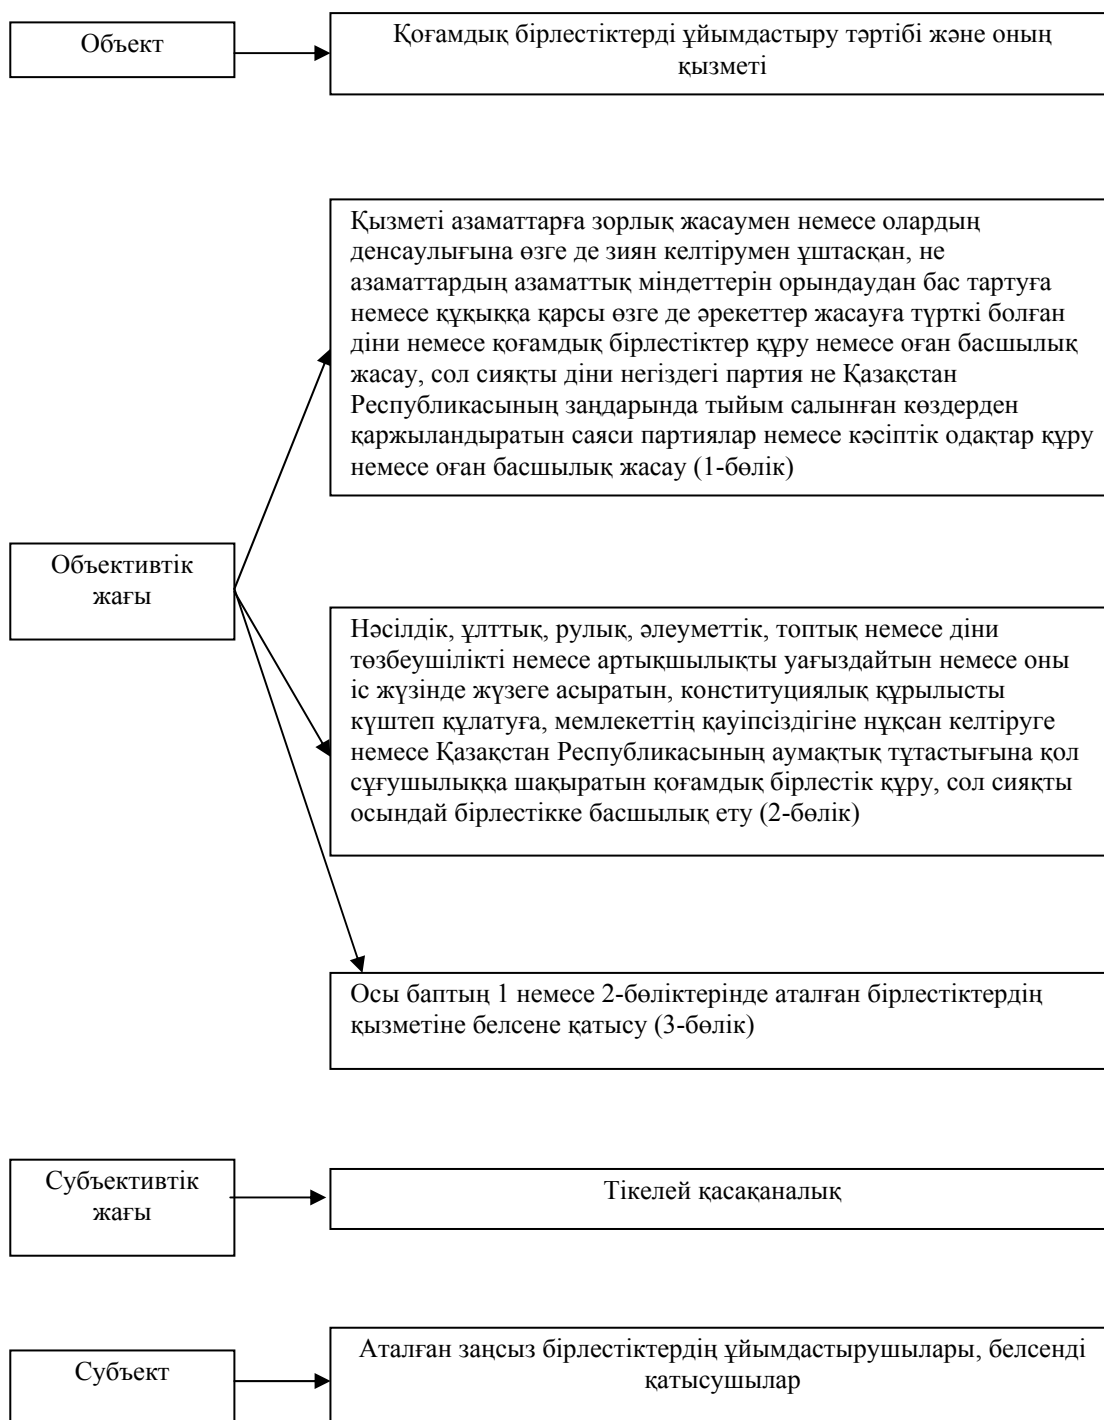 Объект
Қоғамдық бірлестіктерді ұйымдастыру тәртібі және оның
қызметі
Қызметі азаматтарға зорлық жасаумен немесе олардың
денсаулығына өзге де зиян келтірумен ұштасқан, не
азаматтардың азаматтық міндеттерін орындаудан бас тартуға
немесе құқыққа қарсы өзге де әрекеттер жасауға түрткі болған
діни немесе қоғамдық бірлестіктер құру немесе оған басшылық
жасау, сол сияқты діни негіздегі партия не Қазақстан
Республикасының заңдарында тыйым салынған көздерден
қаржыландыратын саяси партиялар немесе кәсіптік одақтар құру
немесе оған басшылық жасау (1-бөлік)
Объективтік
жағы
Нәсілдік, ұлттық, рулық, әлеуметтік, топтық немесе діни
төзбеушілікті немесе артықшылықты уағыздайтын немесе оны
іс жүзінде жүзеге асыратын, конституциялық құрылысты
күштеп құлатуға, мемлекеттің қауіпсіздігіне нұқсан келтіруге
немесе Қазақстан Республикасының аумақтық тұтастығына қол
сұғушылыққа шақыратын қоғамдық бірлестік құру, сол сияқты
осындай бірлестікке басшылық ету (2-бөлік)
Осы баптың 1 немесе 2-бөліктерінде аталған бірлестіктердің
қызметіне белсене қатысу (3-бөлік)
Субъективтік
жағы
Тікелей қасақаналық
Субъект
Аталған заңсыз бірлестіктердің ұйымдастырушылары, белсенді
қатысушылар